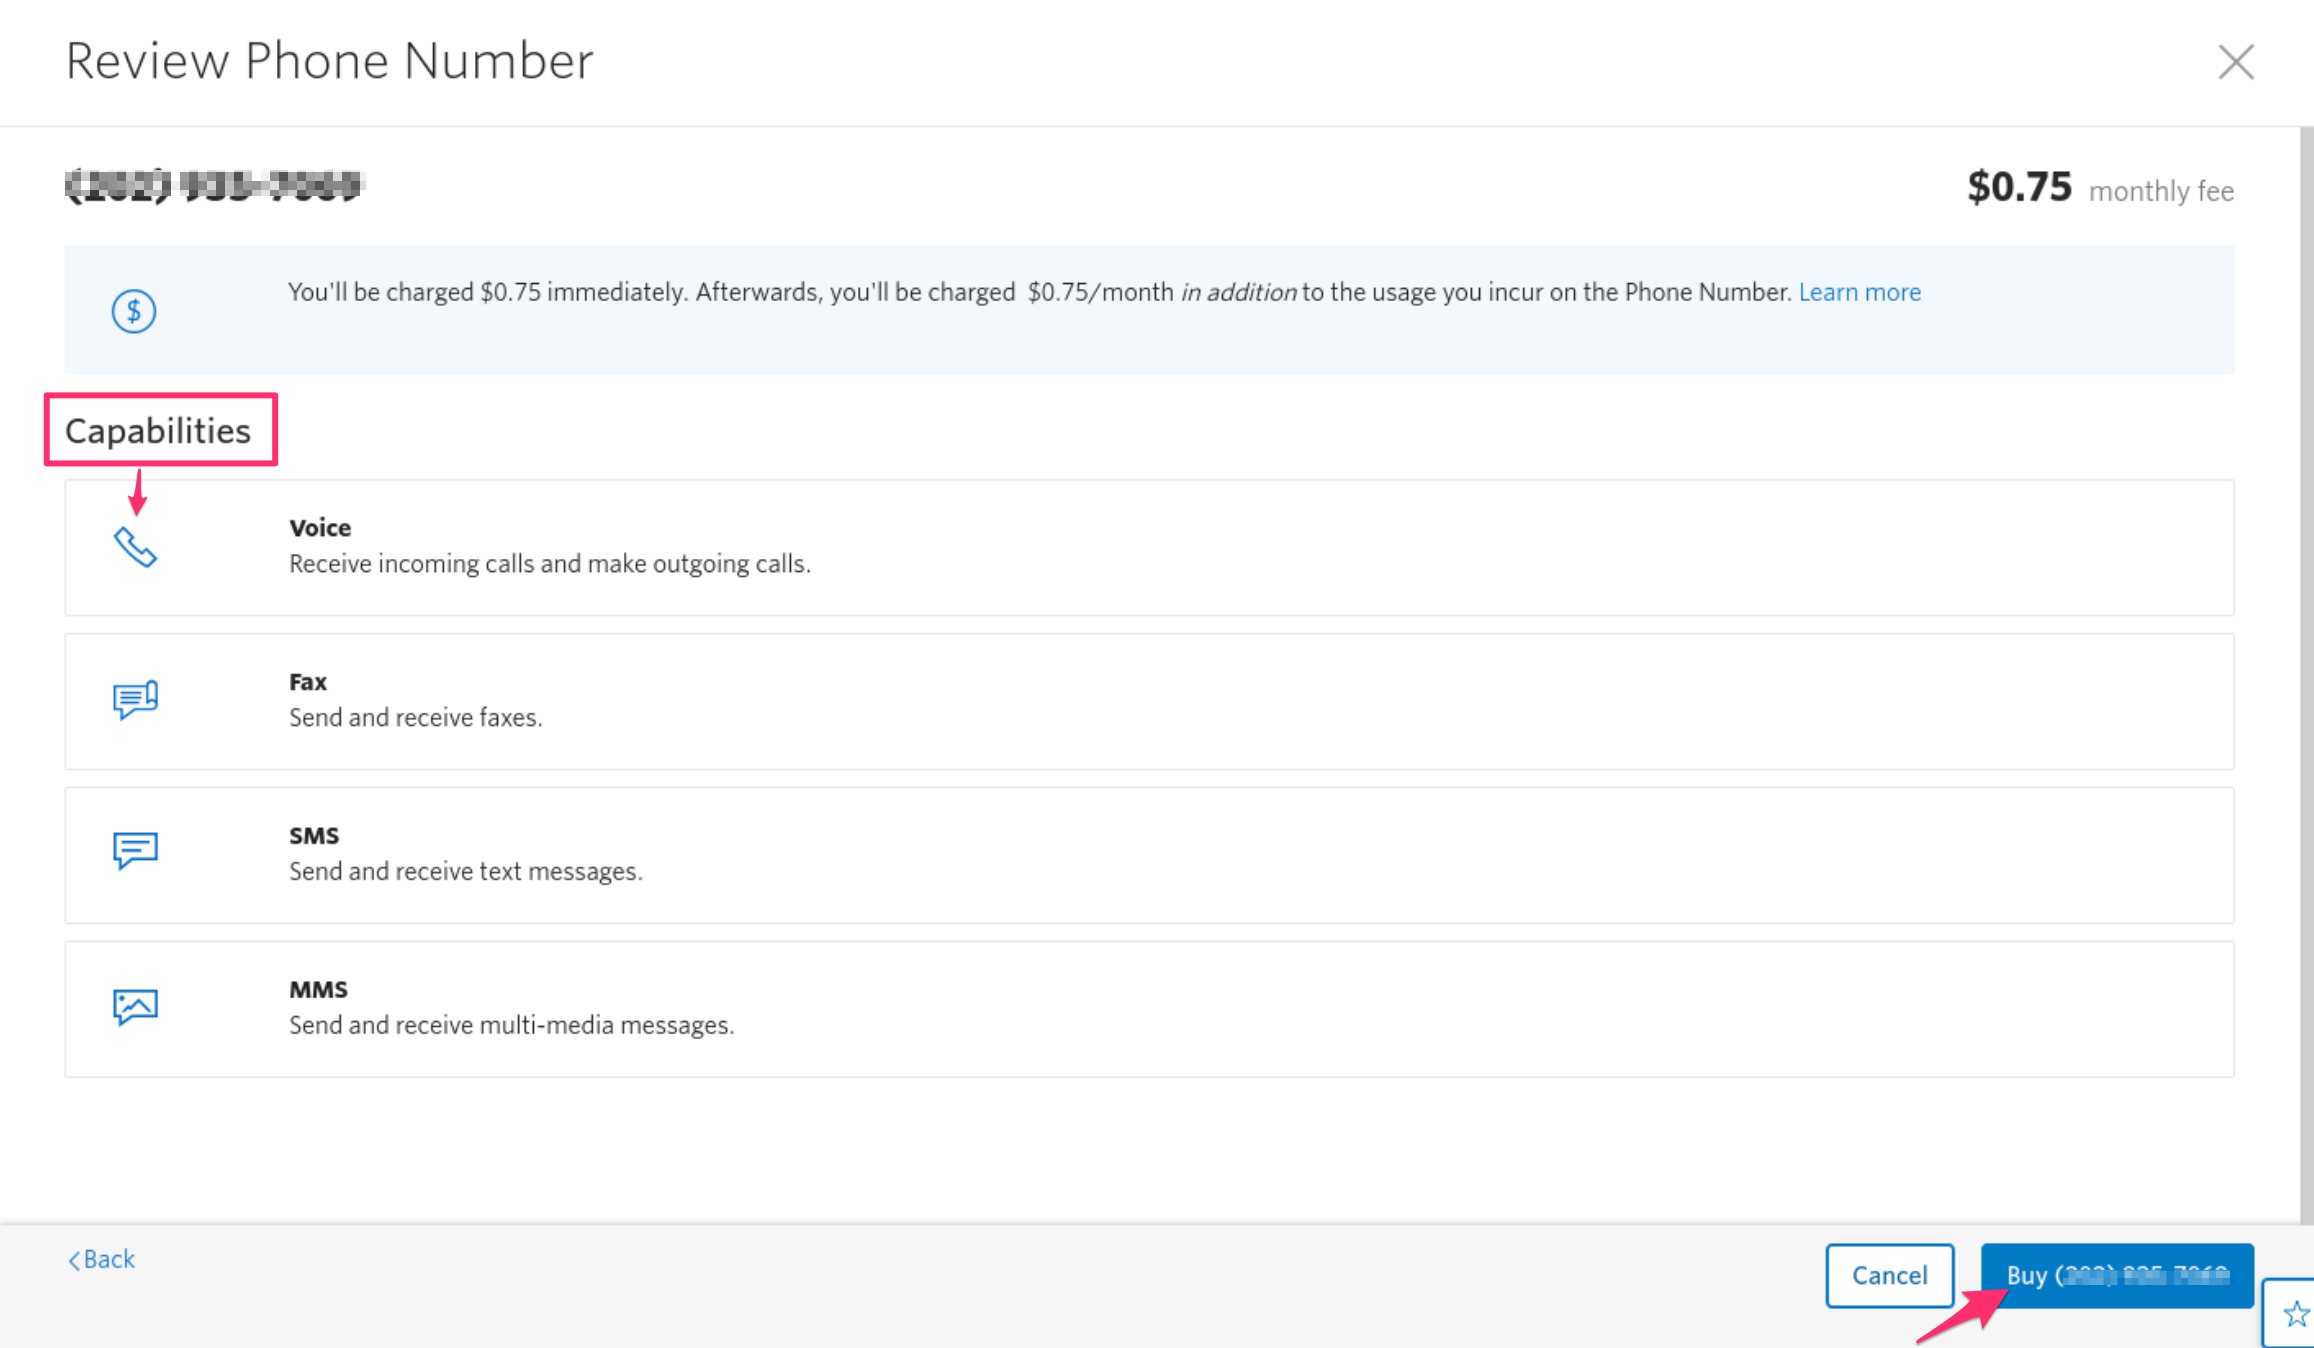 Review Phone Number
$0.75 monthly fee
$
You'll be charged $0.75 immediately. Afterwards, you'll be charged $0.75/month in addition to the usage you incur on the Phone Number. Learn more
Capabilities
Voice
Receive incoming calls and make outgoing calls.
Fax
Send and receive faxes.
SMS
Send and receive text messages.
MMS
Send and receive multi-media messages.
Back
Cancel
Buy (